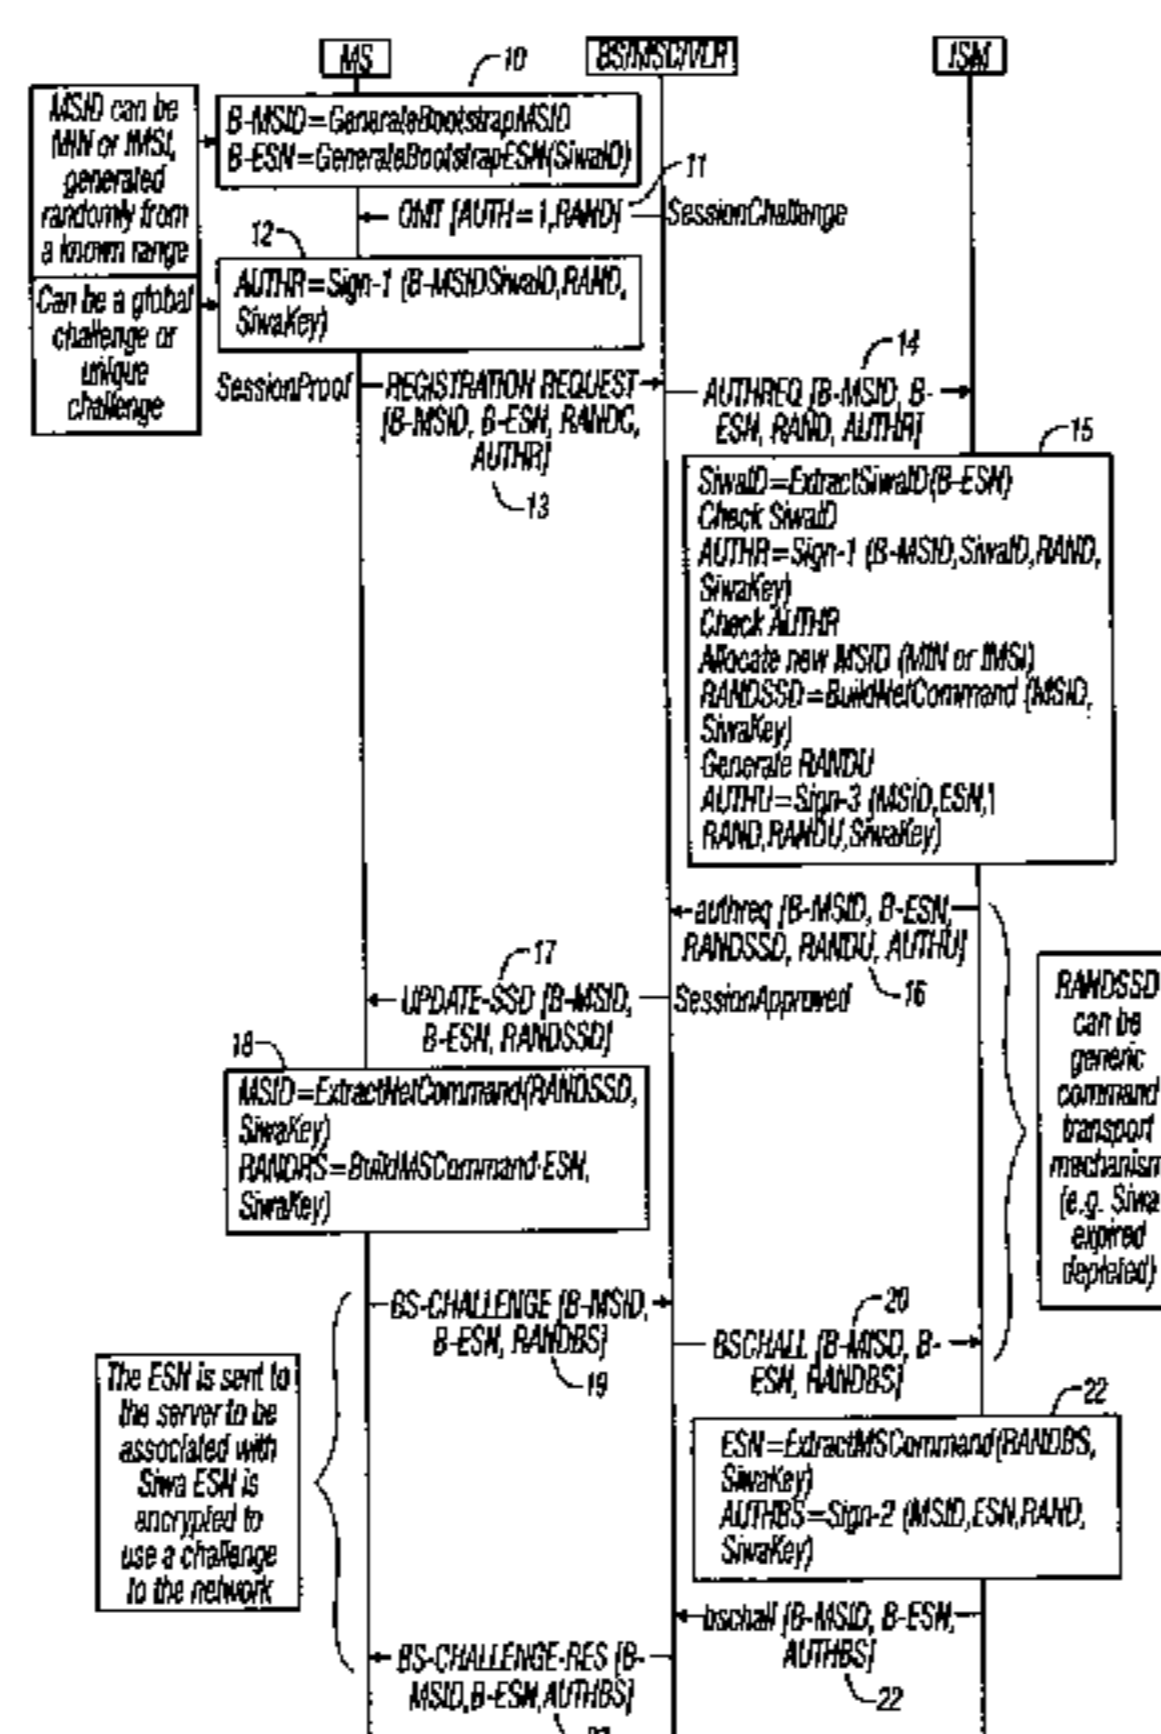 MS
BS/MSC/VLR
ISM
10
MSID can be
MIN or IMSI,
generated
randomly from
a known range
B-MSID=GenerateBootstrapMSID
B-ESN=GenerateBootstrapESN(SiwaID)
11
OMT [AUTH=1,RAND]
SessionChallenge
12
Can be a global
challenge or
unique
challenge
AUTHR=Sign-1 (B-MSIDSiwaID,RAND,
SiwaKey)
SessionProof
REGISTRATION REQUEST
[B-MSID, B-ESN, RANDC,
AUTHR]
13
14
AUTHREQ [B-MSID, B-
ESN, RAND, AUTHR]
15
SiwaID=ExtractSiwaID(B-ESN)
Check SiwaID
AUTHR=Sign-1 (B-MSID,SiwaID,RAND,
SiwaKey)
Check AUTHR
Allocate new MSID (MIN or IMSI)
RANDSSD=BuildNetCommand (MSID,
SiwaKey)
Generate RANDU
AUTHU=Sign-3 (MSID,ESN,]
RAND,RANDU,SiwaKey)
authreq [B-MSID, B-ESN,
RANDSSD, RANDU, AUTHU]
16
17
UPDATE-SSD [B-MSID,
B-ESN, RANDSSD]
SessionApproved
RANDSSD
can be
generic
command
transport
mechanism
(e.g. Siwa
expired
depleted)
18
MSID=ExtractNetCommand(RANDSSD,
SiwaKey)
RANDBS=BuildMSCommand ESN,
SiwaKey)
BS-CHALLENGE [B-MSID,
B-ESN, RANDBS]
19
20
BSCHALL [B-MISD, B-
ESN, RANDBS]
The ESN is sent to
the server to be
associated with
Siwa ESN is
encrypted to
use a challenge
to the network
22
ESN=ExtractMSCommand(RANDBS,
SiwaKey)
AUTHBS=Sign-2 (MSID,ESN,RAND,
SiwaKey)
bschall [B-MSID, B-ESN,
AUTHBS]
22
BS-CHALLENGE-RES [B-
MSID,B-ESN,AUTHBS]